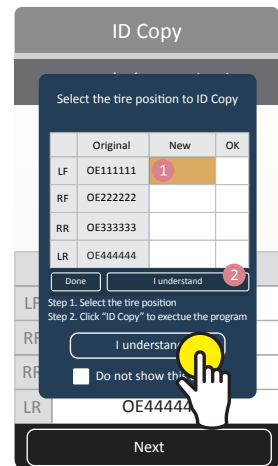 ID Copy
Select the tire position to ID Copy
Original New OK
LF OE111111 1
RF OE222222
RR OE333333
LR OE444444
Done I understand 2
Step 1. Select the tire position
Step 2. Click “ID Copy” to exectue the program
I understand
Do not show this
LF
RF
RR
LR OE44444
Next